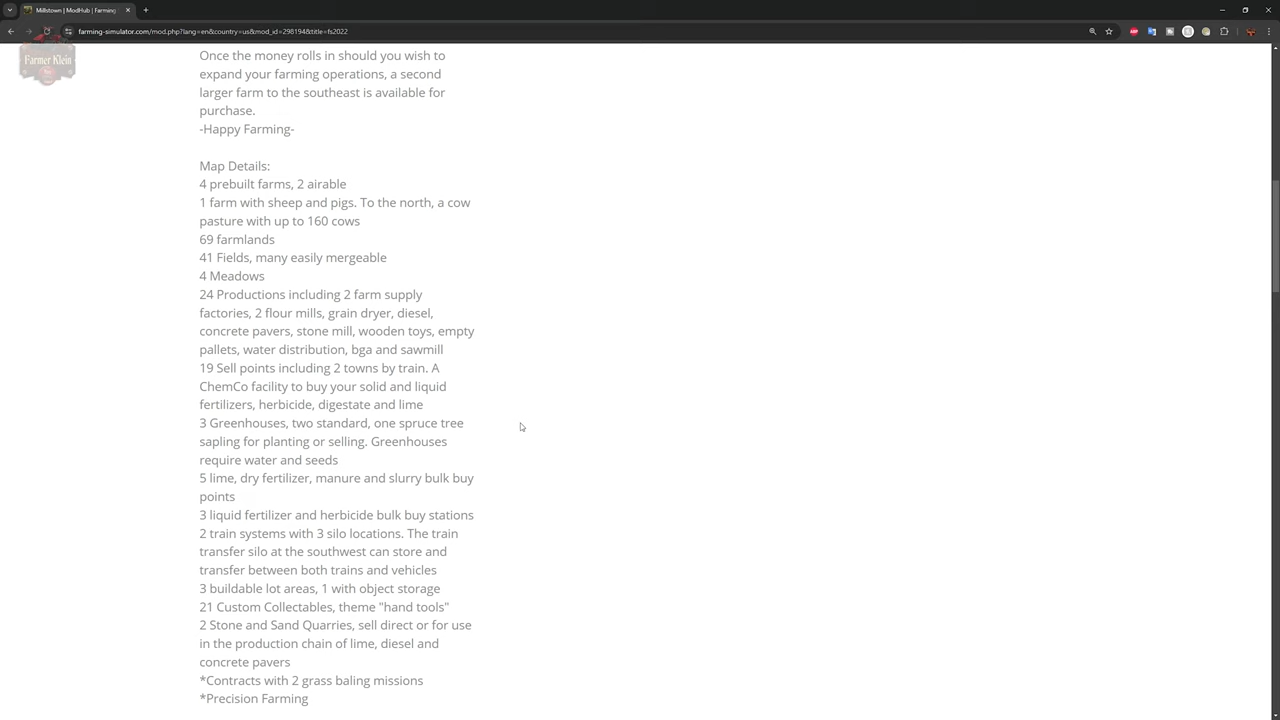 Millstown | ModHub | Farming
farming-simulator.com/mod.php?lang=en&country=us&mod_id=298194&title=fs2022
Farmer Klein
Once the money rolls in should you wish to
expand your farming operations, a second
larger farm to the southeast is available for
purchase.
-Happy Farming-
Map Details:
4 prebuilt farms, 2 airable
1 farm with sheep and pigs. To the north, a cow
pasture with up to 160 cows
69 farmlands
41 Fields, many easily mergeable
4 Meadows
24 Productions including 2 farm supply
factories, 2 flour mills, grain dryer, diesel,
concrete pavers, stone mill, wooden toys, empty
pallets, water distribution, bga and sawmill
19 Sell points including 2 towns by train. A
ChemCo facility to buy your solid and liquid
fertilizers, herbicide, digestate and lime
3 Greenhouses, two standard, one spruce tree
sapling for planting or selling. Greenhouses
require water and seeds
5 lime, dry fertilizer, manure and slurry bulk buy
points
3 liquid fertilizer and herbicide bulk buy stations
2 train systems with 3 silo locations. The train
transfer silo at the southwest can store and
transfer between both trains and vehicles
3 buildable lot areas, 1 with object storage
21 Custom Collectables, theme "hand tools"
2 Stone and Sand Quarries, sell direct or for use
in the production chain of lime, diesel and
concrete pavers
*Contracts with 2 grass baling missions
*Precision Farming